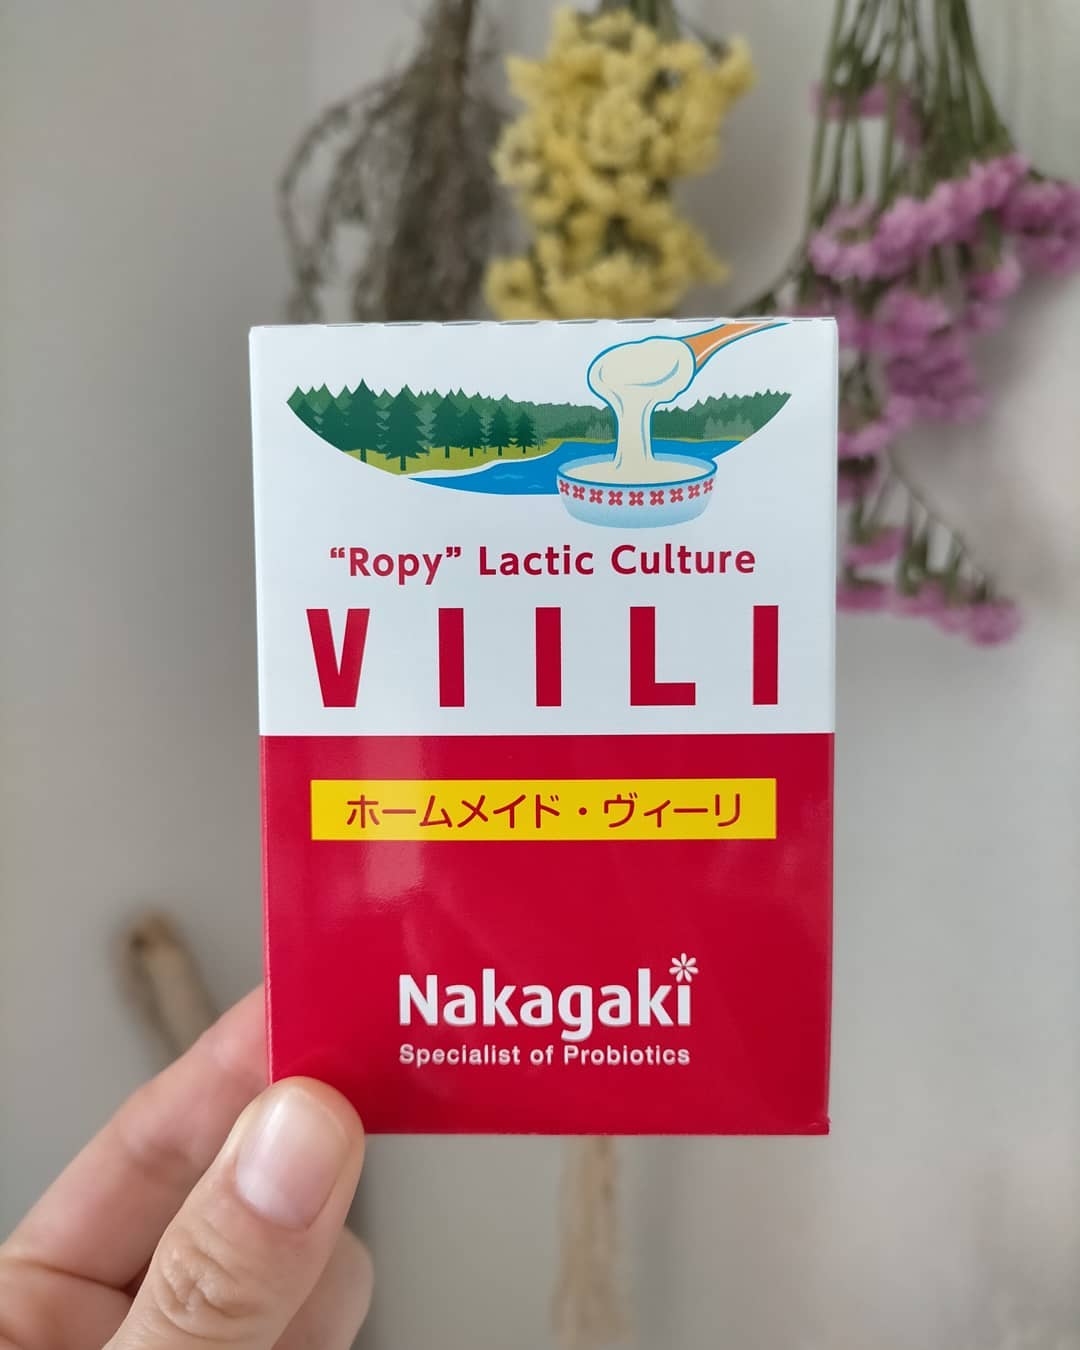 “Ropy” Lactic Culture
VIILI
ホームメイド・ヴィーリ
Nakagaki
Specialist of Probiotics